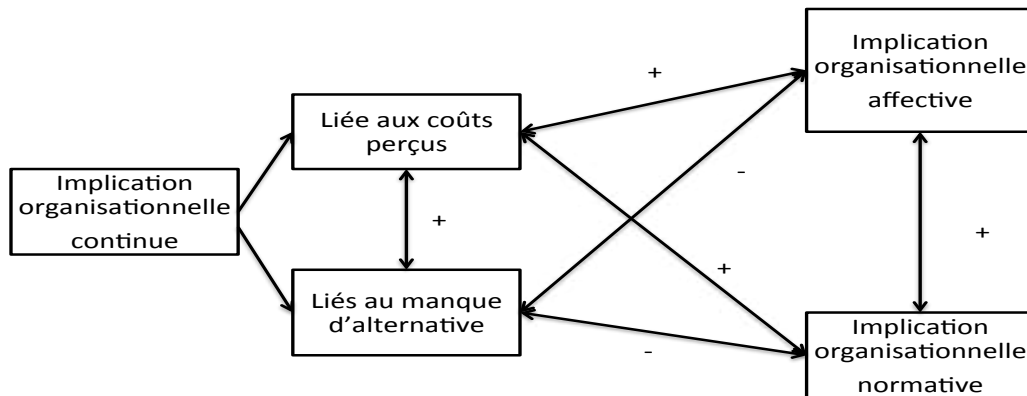 Implication
organisationnelle
continue
Liée aux coûts
perçus
+
Liés au manque
d'alternative
+
-
+
-
Implication
organisationnelle
affective
+
Implication
organisationnelle
normative